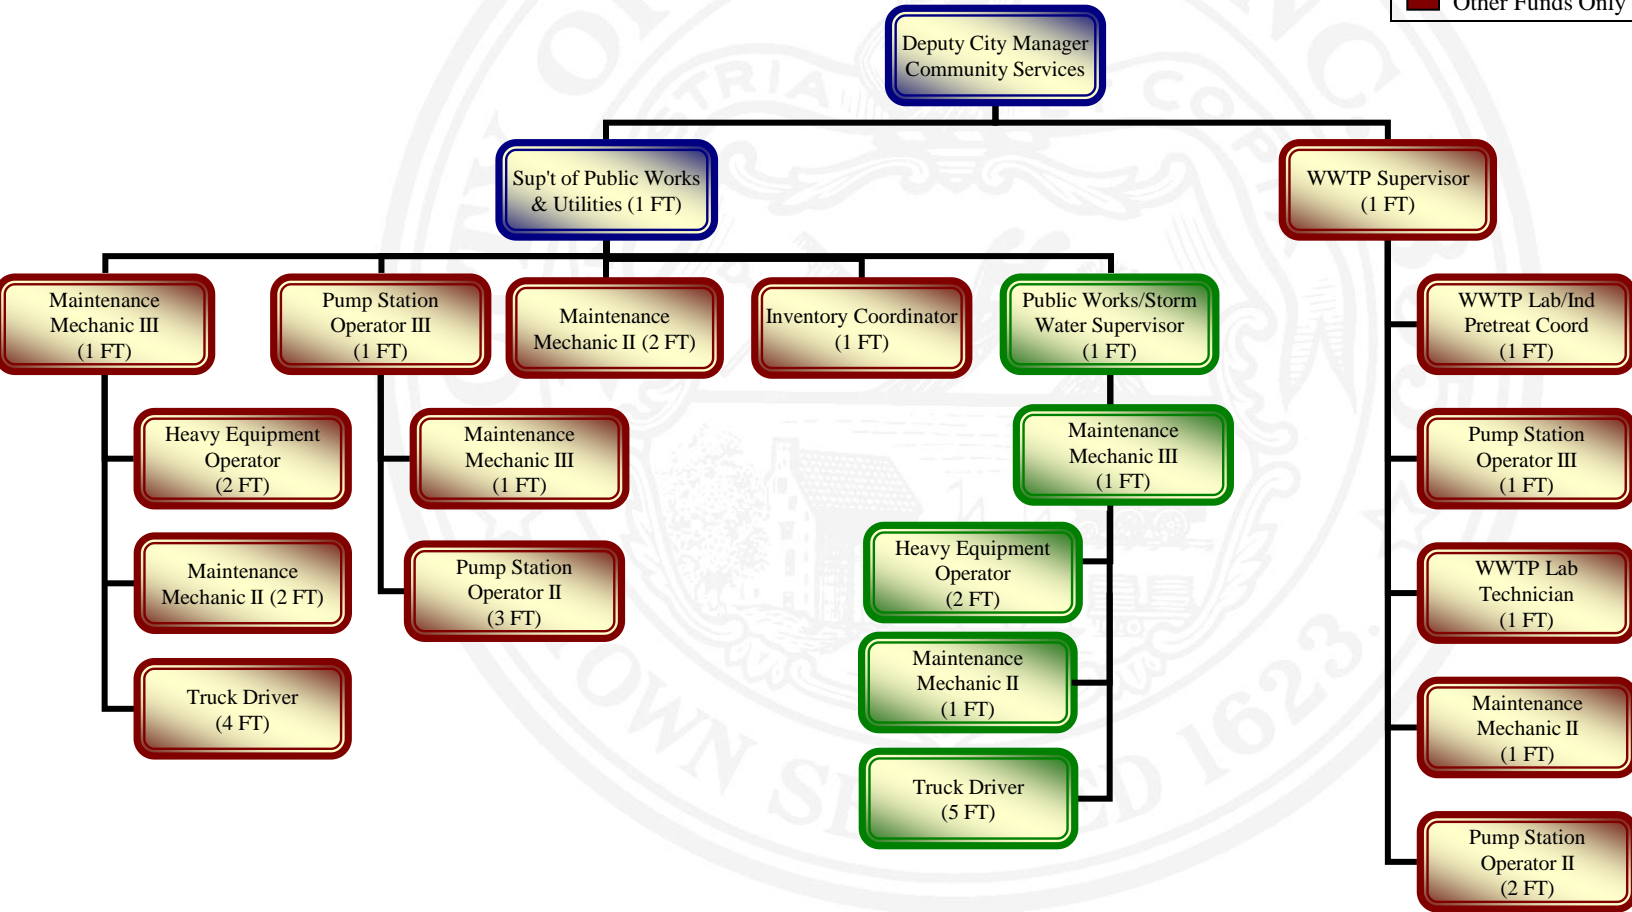 Other Funds Only
Deputy City Manager
Community Services
Sup't of Public Works
& Utilities (1 FT)
WWTP Supervisor
(1 FT)
Maintenance
Mechanic III
(1 FT)
Pump Station
Operator III
(1 FT)
Maintenance
Mechanic II (2 FT)
Inventory Coordinator
(1 FT)
Public Works/Storm
Water Supervisor
(1 FT)
WWTP Lab/Ind
Pretreat Coord
(1 FT)
Heavy Equipment
Operator
(2 FT)
Maintenance
Mechanic III
(1 FT)
Maintenance
Mechanic III
(1 FT)
Pump Station
Operator III
(1 FT)
Maintenance
Mechanic II (2 FT)
Pump Station
Operator II
(3 FT)
Heavy Equipment
Operator
(2 FT)
WWTP Lab
Technician
(1 FT)
Truck Driver
(4 FT)
Maintenance
Mechanic II
(1 FT)
Maintenance
Mechanic II
(1 FT)
Truck Driver
(5 FT)
Pump Station
Operator II
(2 FT)